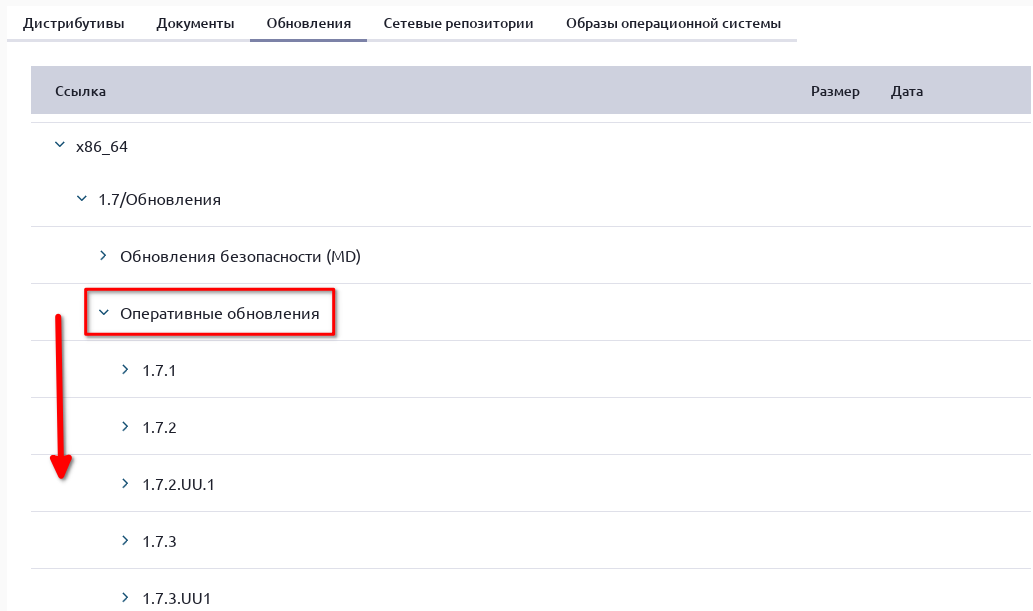 Дистрибутивы Документы Обновления Сетевые репозитории Образы операционной системы
Ссылка Размер Дата
x86_64
1.7/Обновления
Обновления безопасности (MD)
Оперативные обновления
1.7.1
1.7.2
1.7.2.UU.1
1.7.3
1.7.3.UU1